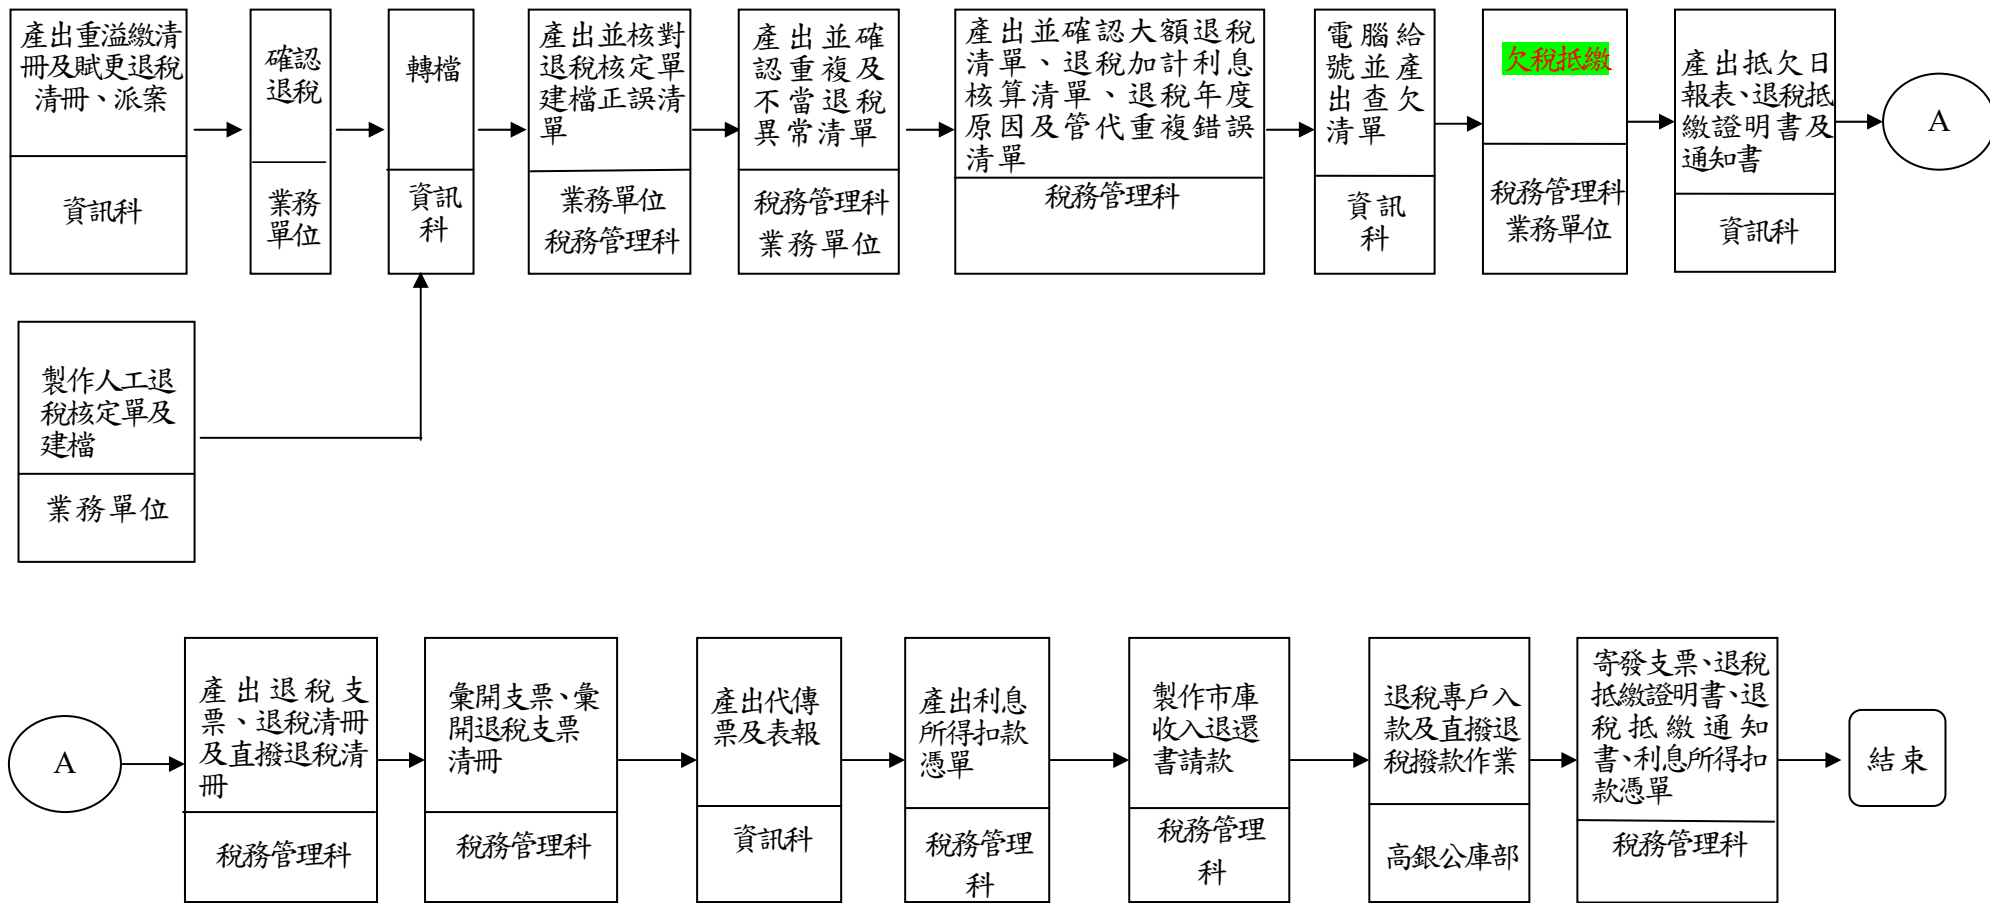 產出重溢繳清
冊及賦更退稅
清冊、派案
資訊科
確認
退稅
業務
單位
轉檔
資訊
科
產出並核對
退稅核定單
建檔正誤清
單
業務單位
稅務管理科
產出並確
認重複及
不當退稅
異常清單
稅務管理科
業務單位
產出並確認大額退稅
清單、退稅加計利息
核算清單、退稅年度
原因及管代重複錯誤
清單
稅務管理科
電腦給
號並產
出查欠
清單
資訊
科
欠稅抵繳
稅務管理科
業務單位
產出抵欠日
報表、退稅抵
繳證明書及
通知書
資訊科
A
製作人工退
稅核定單及
建檔
業務單位
A
產出退稅支
票、退稅清冊
及直撥退稅清
冊
稅務管理科
彙開支票、彙
開退稅支票
清冊
稅務管理科
產出代傳
票及表報
資訊科
產出利息
所得扣款
憑單
稅務管理
科
製作市庫
收入退還
書請款
稅務管理
科
退稅專戶入
款及直撥退
稅撥款作業
高銀公庫部
寄發支票、退稅
抵繳證明書、退
稅抵繳通知
書、利息所得扣
款憑單
稅務管理科
結束